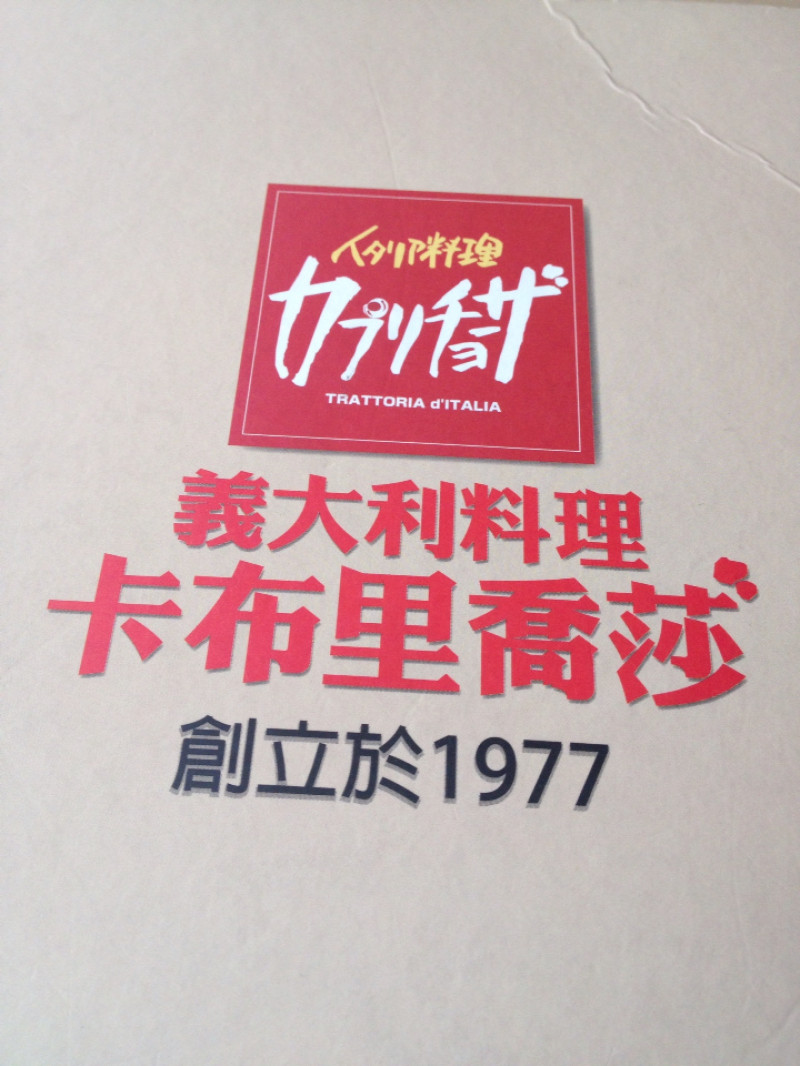 イタリア料理
カプリチョーザ
TRATTORIA d'ITALIA
義大利料理
卡布里喬莎
創立於1977